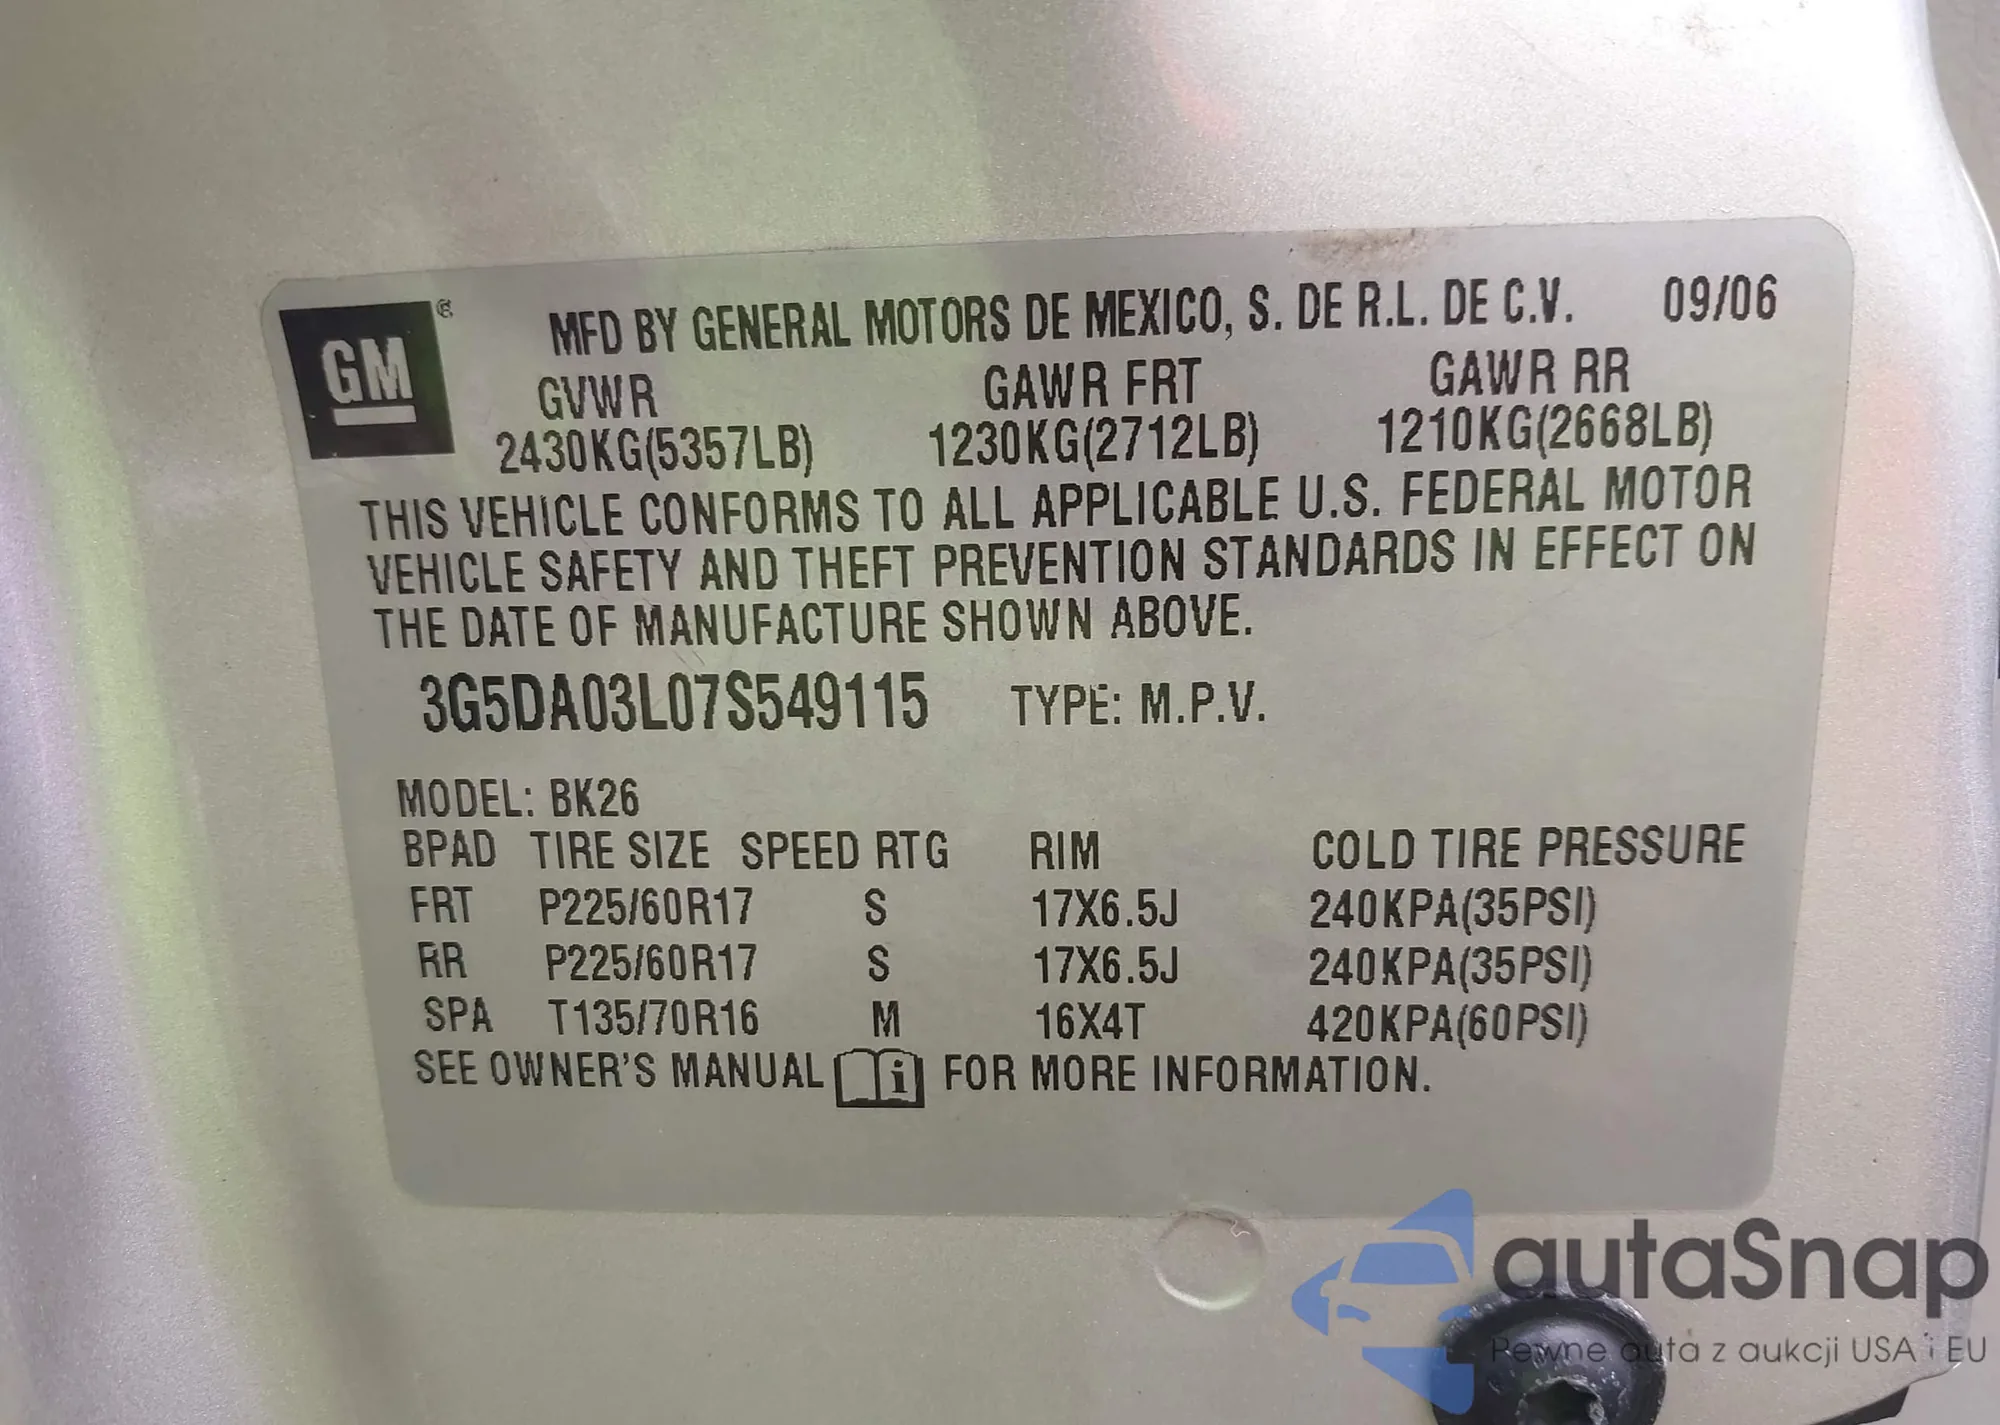 GM ®
MFD BY GENERAL MOTORS DE MEXICO, S. DE R.L. DE C.V. 09/06
GVWR GAWR FRT GAWR RR
2430KG(5357LB) 1230KG(2712LB) 1210KG(2668LB)
THIS VEHICLE CONFORMS TO ALL APPLICABLE U.S. FEDERAL MOTOR
VEHICLE SAFETY AND THEFT PREVENTION STANDARDS IN EFFECT ON
THE DATE OF MANUFACTURE SHOWN ABOVE.
3G5DA03L07S549115 TYPE: M.P.V.
MODEL: BK26
BPAD TIRE SIZE SPEED RTG RIM COLD TIRE PRESSURE
FRT P225/60R17 S 17X6.5J 240KPA(35PSI)
RR P225/60R17 S 17X6.5J 240KPA(35PSI)
SPA T135/70R16 M 16X4T 420KPA(60PSI)
SEE OWNER'S MANUAL i FOR MORE INFORMATION.
autaSnap
Pewne auta z aukcji USA i EU